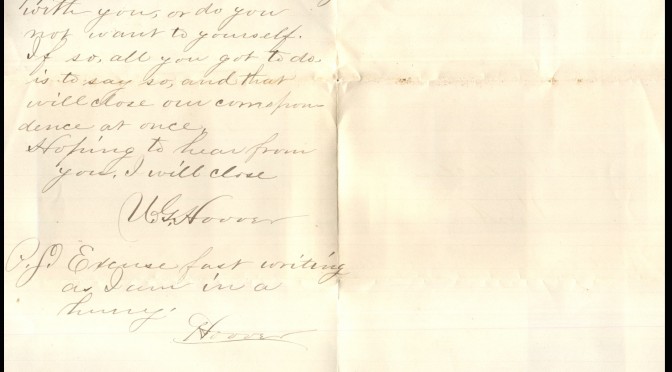 with you, or do you
not want to yourself.
If so, all you got to do
is to say so, and that
will close our correspon
dence at once.
Hoping to hear from
you, I will close
U.G. Hoover
P.S. Excuse fast writing
as I am in a
hurry.
Hoover